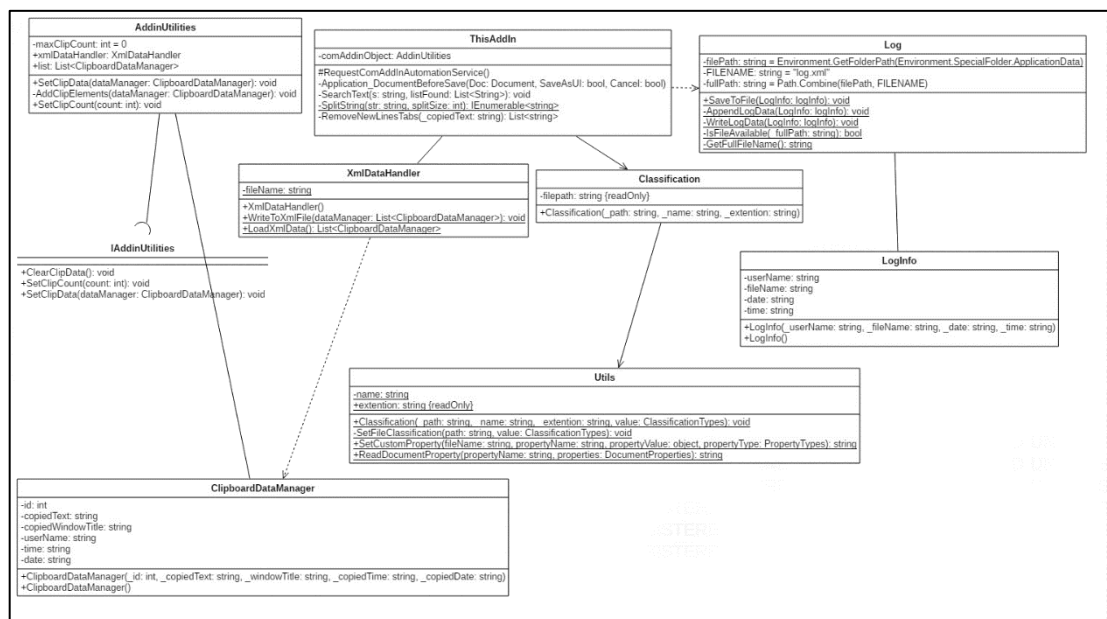 AddinUtilities
-maxClipCount: int = 0
+xmlDataHandler: XmlDataHandler
+list: List<ClipboardDataManager>
+SetClipData(dataManager: ClipboardDataManager): void
-AddClipElements(dataManager: ClipboardDataManager): void
+SetClipCount(count: int): void
ThisAddIn
-comAddinObject: AddinUtilities
#RequestComAddInAutomationService()
-Application_DocumentBeforeSave(Doc: Document, SaveAsUI: bool, Cancel: bool)
-SearchText(s: string, listFound: List<String>): void
-SplitString(str: string, splitSize: int): IEnumerable<string>
-RemoveNewLinesTabs(_copiedText: string): List<string>
Log
-filePath: string = Environment.GetFolderPath(Environment.SpecialFolder.ApplicationData)
-FILENAME: string = "log.xml"
-fullPath: string = Path.Combine(filePath, FILENAME)
+SaveToFile(LogInfo: logInfo): void
-AppendLogData(LogInfo: logInfo): void
-WriteLogData(LogInfo: logInfo): void
-IsFileAvailable(_fullPath: string): bool
-GetFullFileName(): string
XmlDataHandler
-fileName: string
+XmlDataHandler()
+WriteToXmlFile(dataManager: List<ClipboardDataManager>): void
+LoadXmlData(): List<ClipboardDataManager>
Classification
-filepath: string {readOnly}
+Classification(_path: string, _name: string, _extention: string)
IAddinUtilities
+ClearClipData(): void
+SetClipCount(count: int): void
+SetClipData(dataManager: ClipboardDataManager): void
LogInfo
-userName: string
-fileName: string
-date: string
-time: string
+LogInfo(_userName: string, _fileName: string, _date: string, _time: string)
+LogInfo()
Utils
-name: string
+extention: string {readOnly}
+Classification(_path: string, _name: string, _extention: string, value: ClassificationTypes): void
-SetFileClassification(path: string, value: ClassificationTypes): void
+SetCustomProperty(fileName: string, propertyName: string, propertyValue: object, propertyType: PropertyTypes): string
+ReadDocumentProperty(propertyName: string, properties: DocumentProperties): string
ClipboardDataManager
-id: int
-copiedText: string
-copiedWindowTitle: string
-userName: string
-time: string
-date: string
+ClipboardDataManager(_id: int, _copiedText: string, _windowTitle: string, _copiedTime: string, _copiedDate: string)
+ClipboardDataManager()